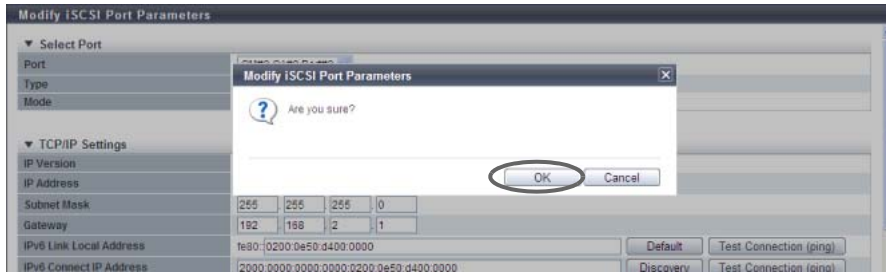 Modify iSCSI Port Parameters
▼ Select Port
Port
Type
Mode
Modify iSCSI Port Parameters
Are you sure?
OK Cancel
▼ TCP/IP Settings
IP Version
IP Address
Subnet Mask 255 . 255 . 255 . 0
Gateway 192 . 168 . 2 . 1
IPv6 Link Local Address fe80:: 0200:0e50:d400:0000 Default Test Connection (ping)
IPv6 Connect IP Address 2000:0000:0000:0000:0200:0e50:d400:0000 Discovery Test Connection (ping)